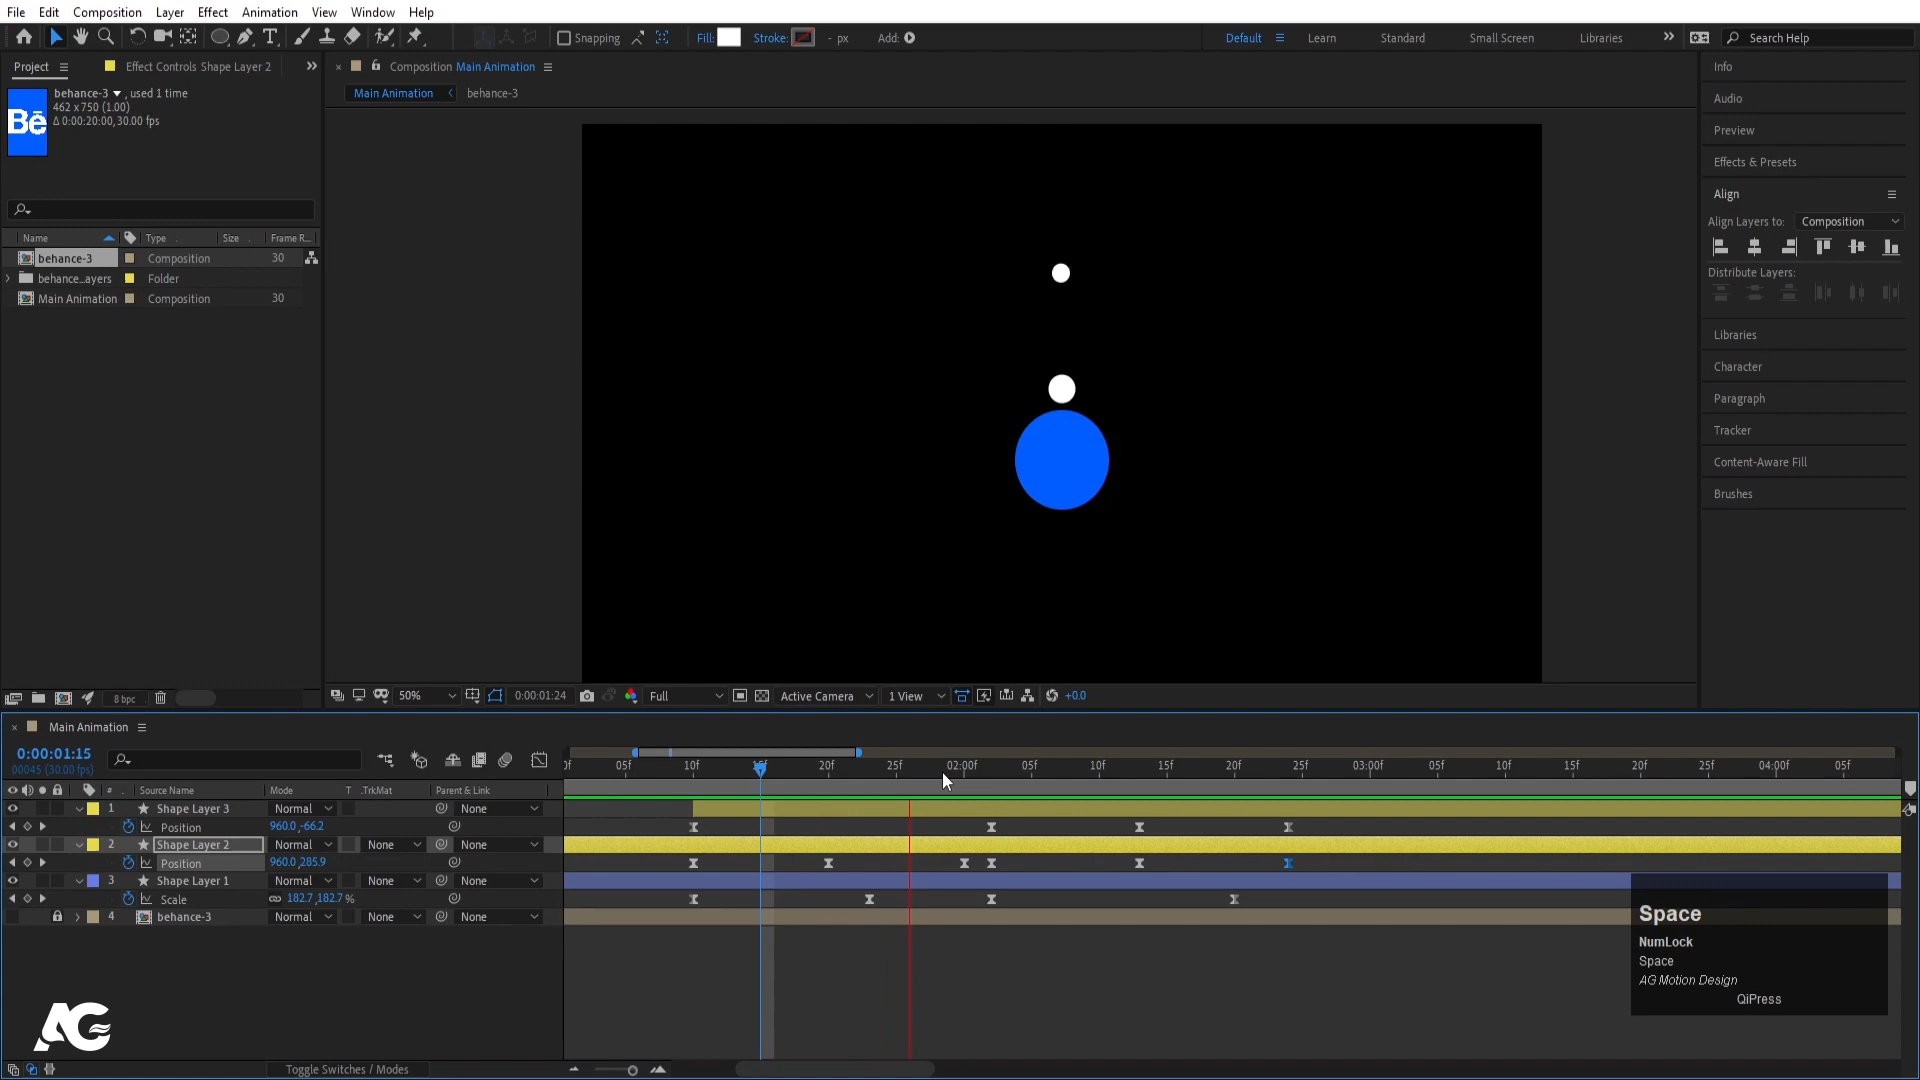 File Edit Composition Layer Effect Animation View Window Help
Snapping Fill: Stroke: - px Add: Default Learn Standard Small Screen Libraries Search Help
Project Effect Controls Shape Layer 2
behance-3 , used 1 time
462 x 750 (1.00)
Δ 0:00:20:00, 30.00 fps
Bē
Name Type Size Frame R...
behance-3 Composition 30
behance...ayers Folder
Main Animation Composition 30
8 bpc
Composition Main Animation
Main Animation behance-3
50% 0:00:01:24 Full Active Camera 1 View +0.0
Info
Audio
Preview
Effects & Presets
Align
Align Layers to: Composition
Distribute Layers:
Libraries
Character
Paragraph
Tracker
Content-Aware Fill
Brushes
Main Animation
0:00:01:15
00045 (30.00 fps)
0f 05f 10f 15f 20f 25f 02:00f 05f 10f 15f 20f 25f 03:00f 05f 10f 15f 20f 25f 04:00f 05f
# Source Name Mode T .TrkMat Parent & Link
1 Shape Layer 3 Normal None
Position 960.0,-66.2
2 Shape Layer 2 Normal None None
Position 960.0,285.9
3 Shape Layer 1 Normal None None
Scale 182.7,182.7%
4 behance-3 Normal None None
Space
NumLock
Space
AG Motion Design
QiPress
AG
Toggle Switches / Modes